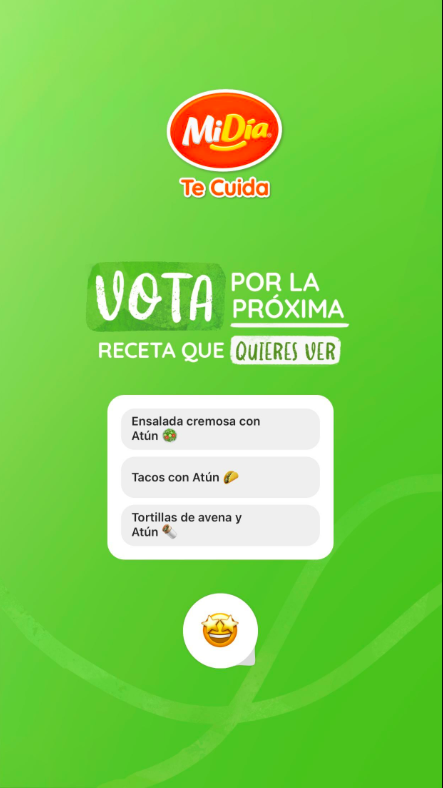 MiDía
Te Cuida
VOTA POR LA
PRÓXIMA
RECETA QUE QUIERES VER
Ensalada cremosa con
Atún 🥗
Tacos con Atún 🌮
Tortillas de avena y
Atún 🌯